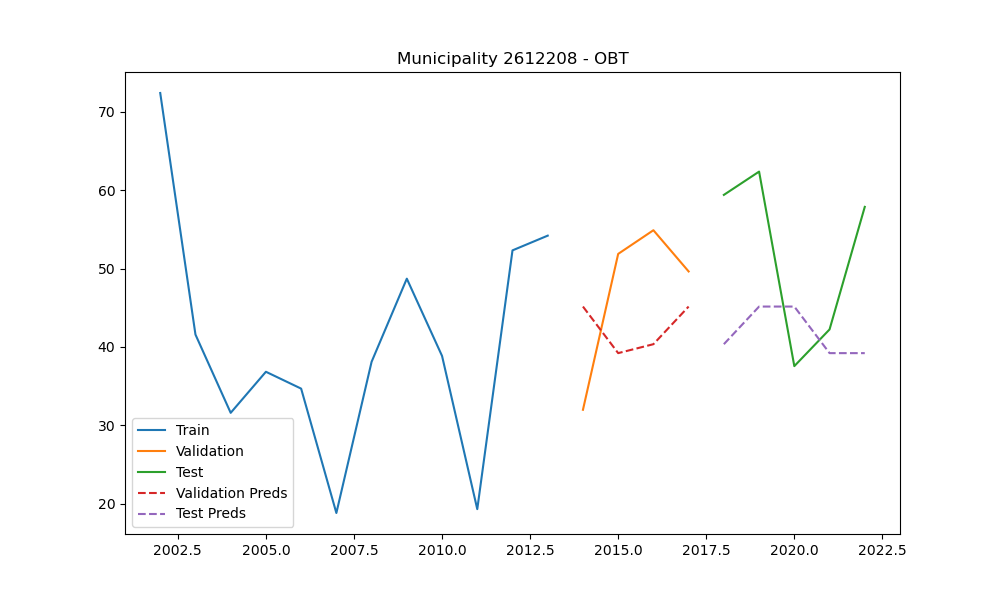 Municipality 2612208 - OBT
70
60
50
40
30
20
Train
Validation
Test
Validation Preds
Test Preds
2002.5 2005.0 2007.5 2010.0 2012.5 2015.0 2017.5 2020.0 2022.5